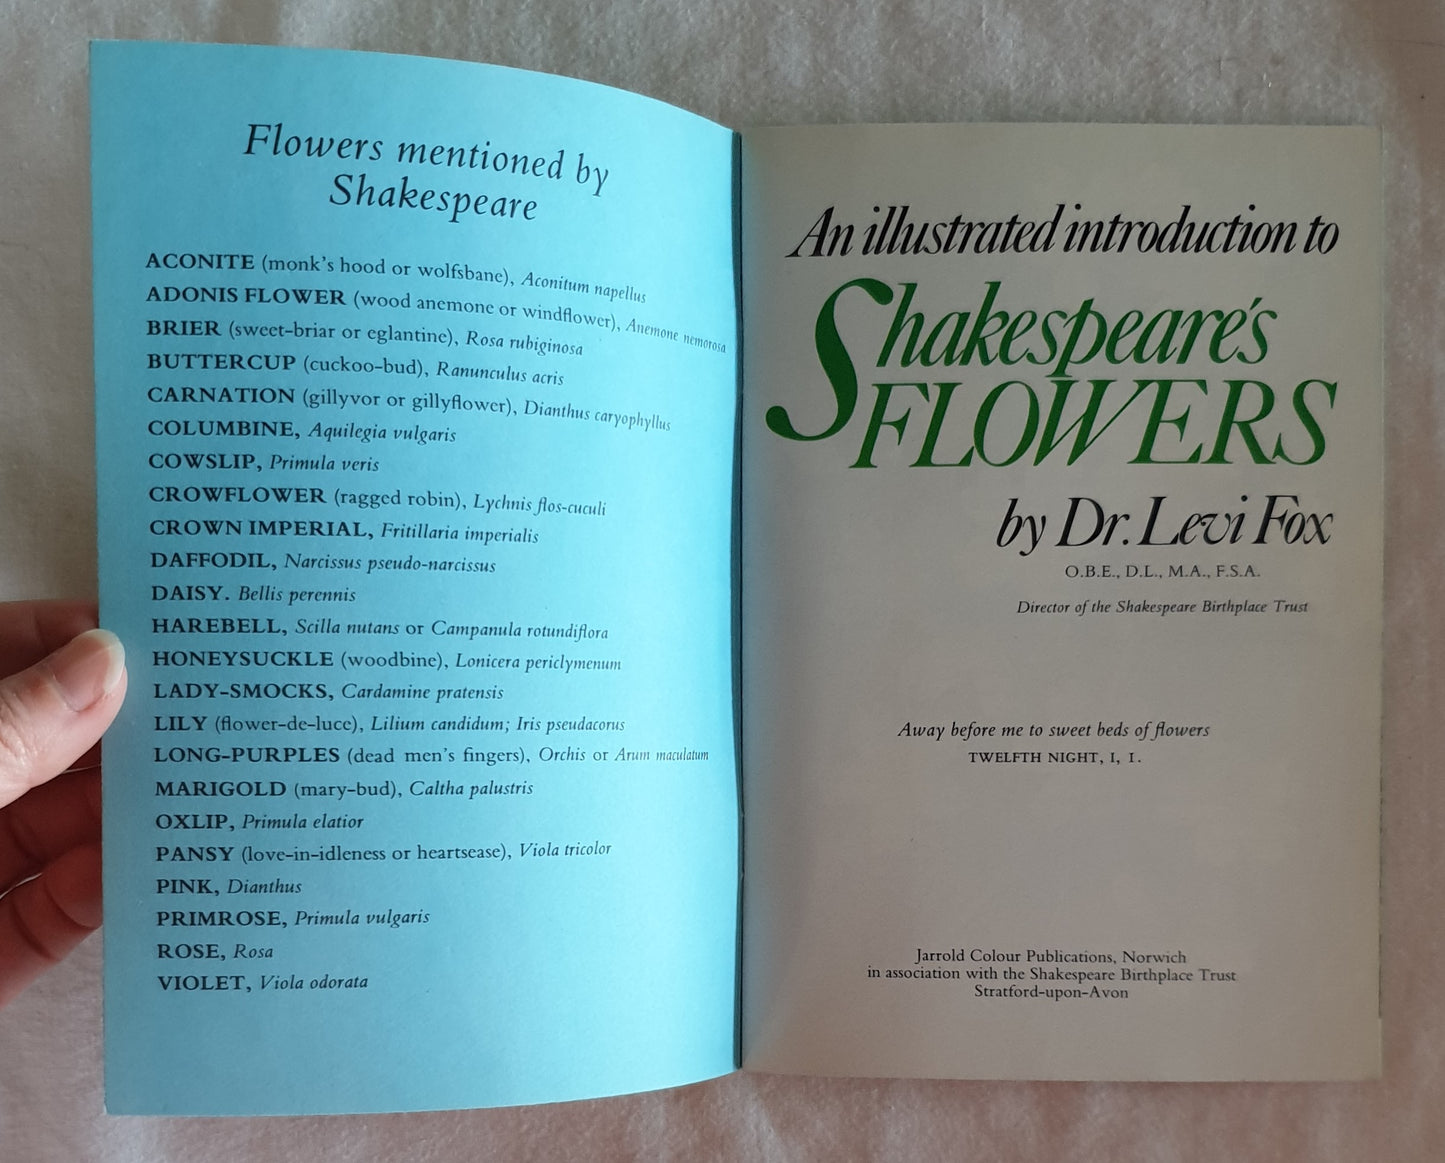 Flowers mentioned by
Shakespeare
ACONITE (monk's hood or wolfsbane), Aconitum napellus
ADONIS FLOWER (wood anemone or windflower), Anemone nemorosa
BRIER (sweet-briar or eglantine), Rosa rubiginosa
BUTTERCUP (cuckoo-bud), Ranunculus acris
CARNATION (gillyvor or gillyflower), Dianthus caryophyllus
COLUMBINE, Aquilegia vulgaris
COWSLIP, Primula veris
CROWFLOWER (ragged robin), Lychnis flos-cuculi
CROWN IMPERIAL, Fritillaria imperialis
DAFFODIL, Narcissus pseudo-narcissus
DAISY. Bellis perennis
HAREBELL, Scilla nutans or Campanula rotundiflora
HONEYSUCKLE (woodbine), Lonicera periclymenum
LADY-SMOCKS, Cardamine pratensis
LILY (flower-de-luce), Lilium candidum; Iris pseudacorus
LONG-PURPLES (dead men's fingers), Orchis or Arum maculatum
MARIGOLD (mary-bud), Caltha palustris
OXLIP, Primula elatior
PANSY (love-in-idleness or heartsease), Viola tricolor
PINK, Dianthus
PRIMROSE, Primula vulgaris
ROSE, Rosa
VIOLET, Viola odorata
An illustrated introduction to
Shakespeare's
FLOWERS
by Dr. Levi Fox
O.B.E., D.L., M.A., F.S.A.
Director of the Shakespeare Birthplace Trust
Away before me to sweet beds of flowers
TWELFTH NIGHT, I, I.
Jarrold Colour Publications, Norwich
in association with the Shakespeare Birthplace Trust
Stratford-upon-Avon